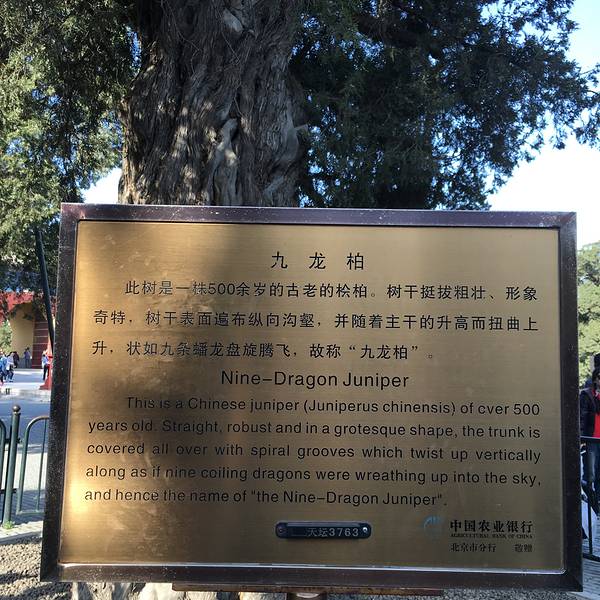 九龙柏
此树是一株500余岁的古老的桧柏。树干挺拔粗壮、形象
奇特，树干表面遍布纵向沟壑，并随着主干的升高而扭曲上
升，状如九条蟠龙盘旋腾飞，故称“九龙柏”。
Nine-Dragon Juniper
This is a Chinese juniper (Juniperus chinensis) of over 500
years old. Straight, robust and in a grotesque shape, the trunk is
covered all over with spiral grooves which twist up vertically
along as if nine coiling dragons were wreathing up into the sky,
and hence the name of "the Nine-Dragon Juniper".
中国农业银行
AGRICULTURAL BANK OF CHINA
北京市分行 敬赠
天坛3763